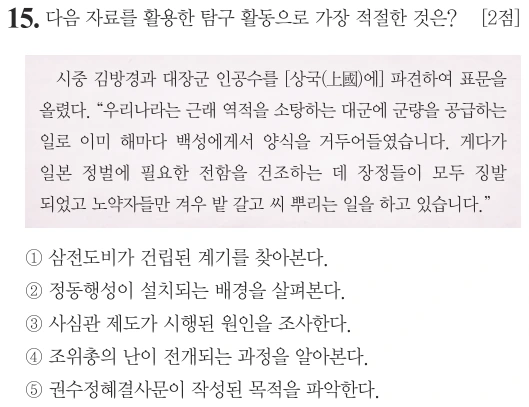 15. 다음 자료를 활용한 탐구 활동으로 가장 적절한 것은? [2점]
시중 김방경과 대장군 인공수를 [상국(上國)에] 파견하여 표문을
올렸다. “우리나라는 근래 역적을 소탕하는 대군에 군량을 공급하는
일로 이미 해마다 백성에게서 양식을 거두어들였습니다. 게다가
일본 정벌에 필요한 전함을 건조하는 데 장정들이 모두 징발
되었고 노약자들만 겨우 밭 갈고 씨 뿌리는 일을 하고 있습니다.”
① 삼전도비가 건립된 계기를 찾아본다.
② 정동행성이 설치되는 배경을 살펴본다.
③ 사심관 제도가 시행된 원인을 조사한다.
④ 조위총의 난이 전개되는 과정을 알아본다.
⑤ 권수정혜결사문이 작성된 목적을 파악한다.